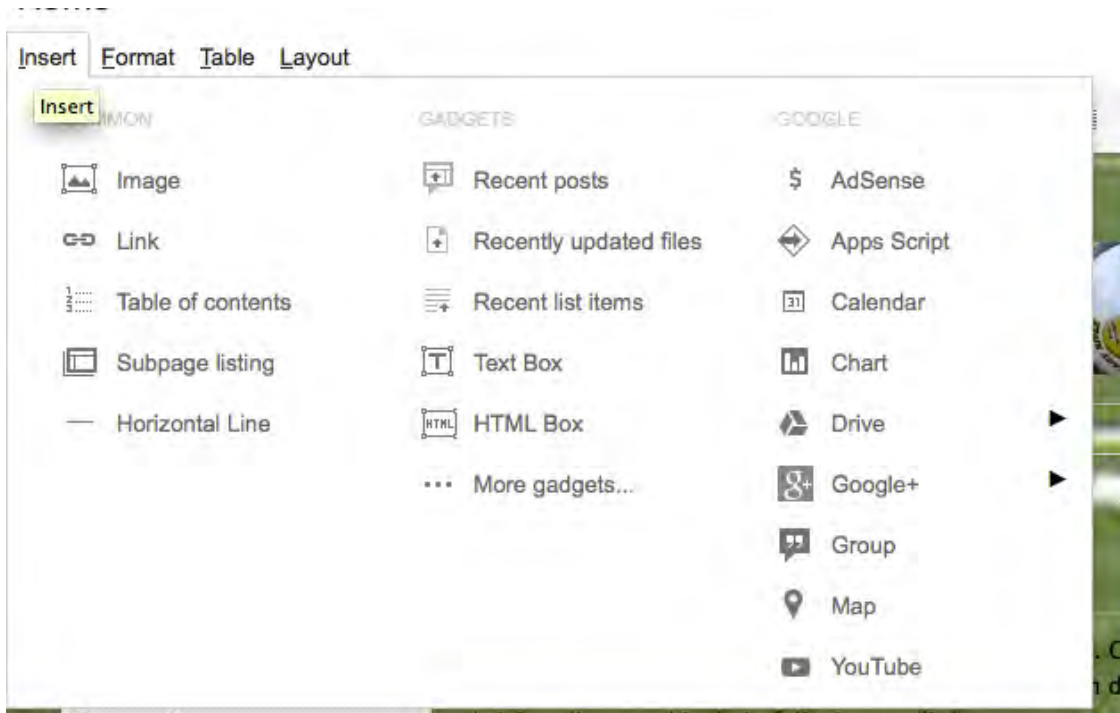 Insert Format Table Layout
Insert
GADGETS
GOOGLE
Image
Link
Table of contents
Subpage listing
Horizontal Line
Recent posts
Recently updated files
Recent list items
Text Box
HTML HTML Box
More gadgets...
$ AdSense
Apps Script
31 Calendar
Chart
Drive
g+ Google+
Group
Map
YouTube